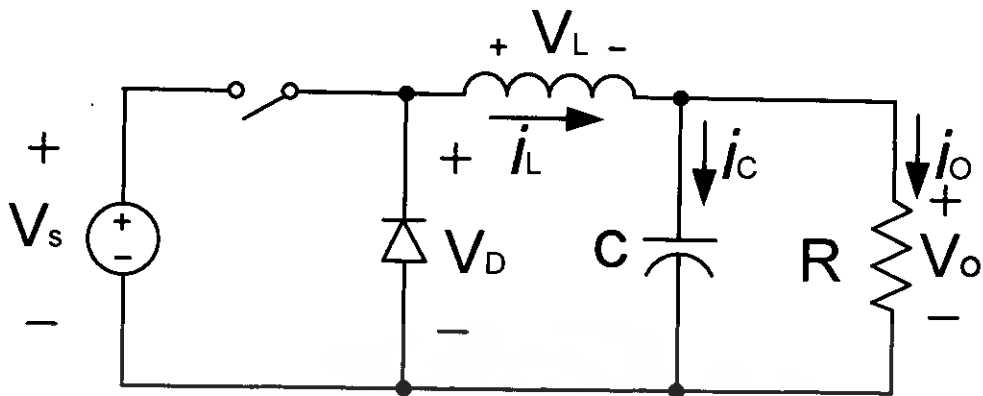 + V_L -
i_L
+
V_s
+
-
-
+
V_D
-
i_C
C
i_O
R
+
V_O
-